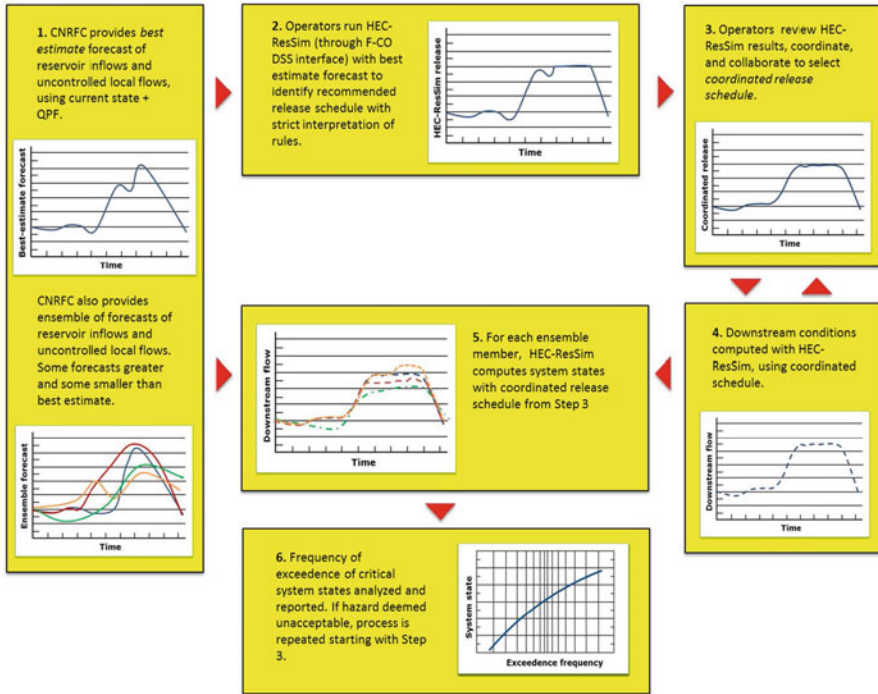 1. CNRFC provides best
estimate forecast of
reservoir inflows and
uncontrolled local flows,
using current state +
QPF.
Best-estimate forecast
Time
CNRFC also provides
ensemble of forecasts of
reservoir inflows and
uncontrolled local flows.
Some forecasts greater
and some smaller than
best estimate.
Ensemble forecast
Time
2. Operators run HEC-
ResSim (through F-CO
DSS interface) with best
estimate forecast to
identify recommended
release schedule with
strict interpretation of
rules.
HEC-ResSim release
Time
3. Operators review HEC-
ResSim results, coordinate,
and collaborate to select
coordinated release
schedule.
Coordinated release
Time
4. Downstream conditions
computed with HEC-
ResSim, using coordinated
schedule.
Downstream flow
Time
Downstream flow
Time
5. For each ensemble
member, HEC-ResSim
computes system states
with coordinated release
schedule from Step 3
6. Frequency of
exceedence of critical
system states analyzed and
reported. If hazard deemed
unacceptable, process is
repeated starting with Step
3.
System state
Exceedence frequency